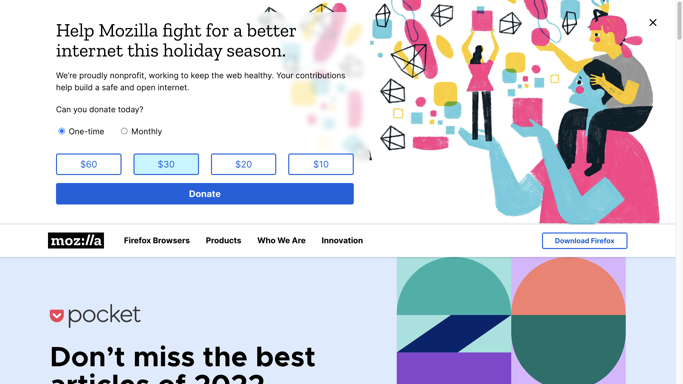 Help Mozilla fight for a better
internet this holiday season.
We're proudly nonprofit, working to keep the web healthy. Your contributions
help build a safe and open internet.
Can you donate today?
One-time Monthly
$60 $30 $20 $10
Donate
moz://a Firefox Browsers Products Who We Are Innovation Download Firefox
pocket
Don’t miss the best
articles of 2022